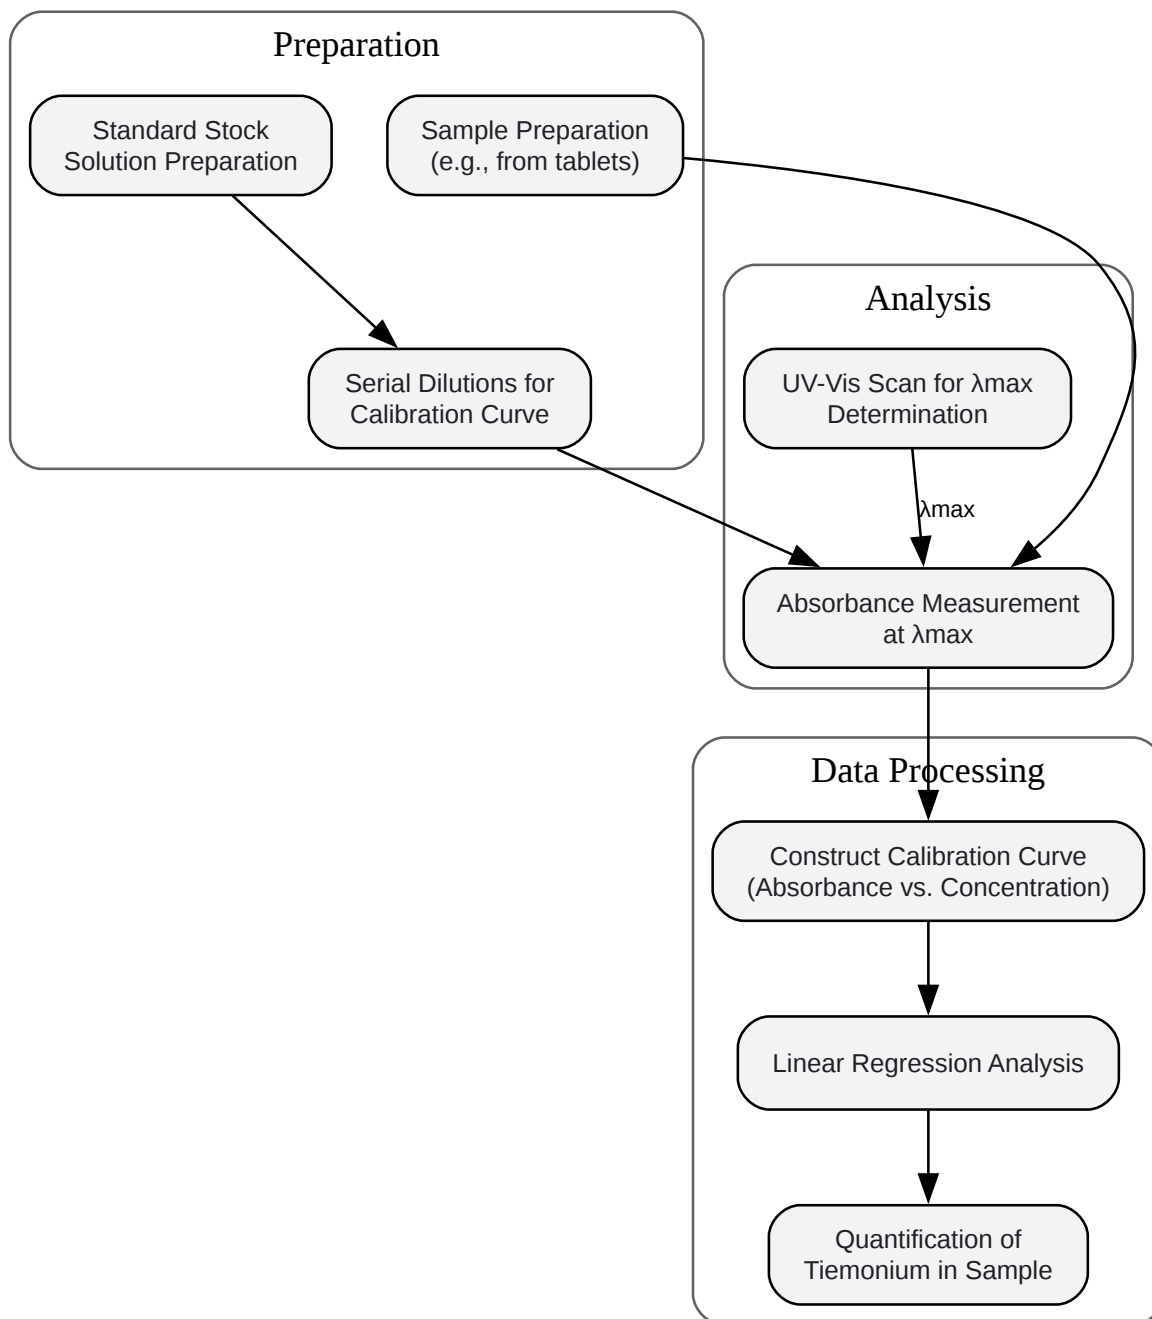 Preparation
Standard Stock
Solution Preparation
Sample Preparation
(e.g., from tablets)
Serial Dilutions for
Calibration Curve
Analysis
UV-Vis Scan for λmax
Determination
λmax
Absorbance Measurement
at λmax
Data Processing
Construct Calibration Curve
(Absorbance vs. Concentration)
Linear Regression Analysis
Quantification of
Tiemonium in Sample